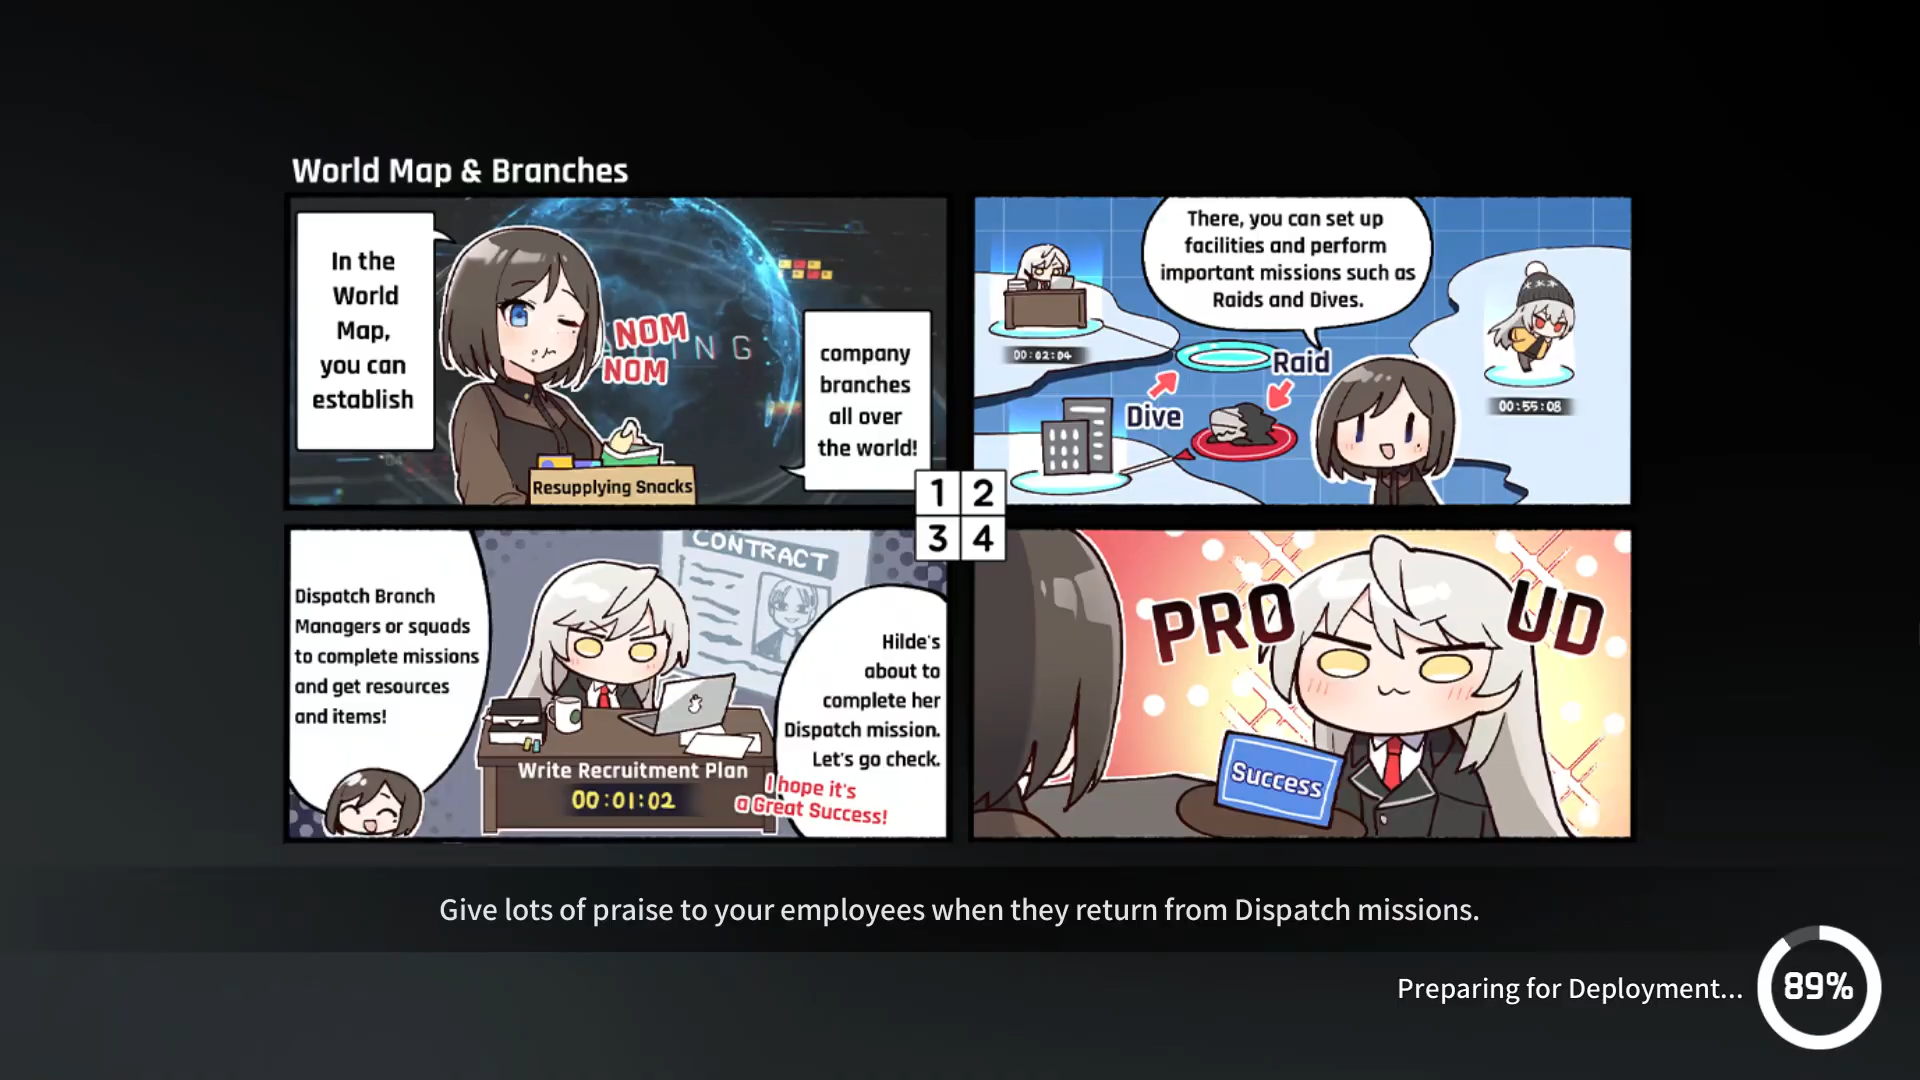 World Map & Branches
In the
World
Map,
you can
establish
NOM
NOM
company
branches
all over
the world!
Resupplying Snacks
There, you can set up
facilities and perform
important missions such as
Raids and Dives.
00:02:04
Raid
Dive
00:55:08
1 2
3 4
Dispatch Branch
Managers or squads
to complete missions
and get resources
and items!
CONTRACT
Hilde's
about to
complete her
Dispatch mission.
Let's go check.
Write Recruitment Plan
00:01:02
I hope it's
a Great Success!
PRO UD
Success
Give lots of praise to your employees when they return from Dispatch missions.
Preparing for Deployment...
89%